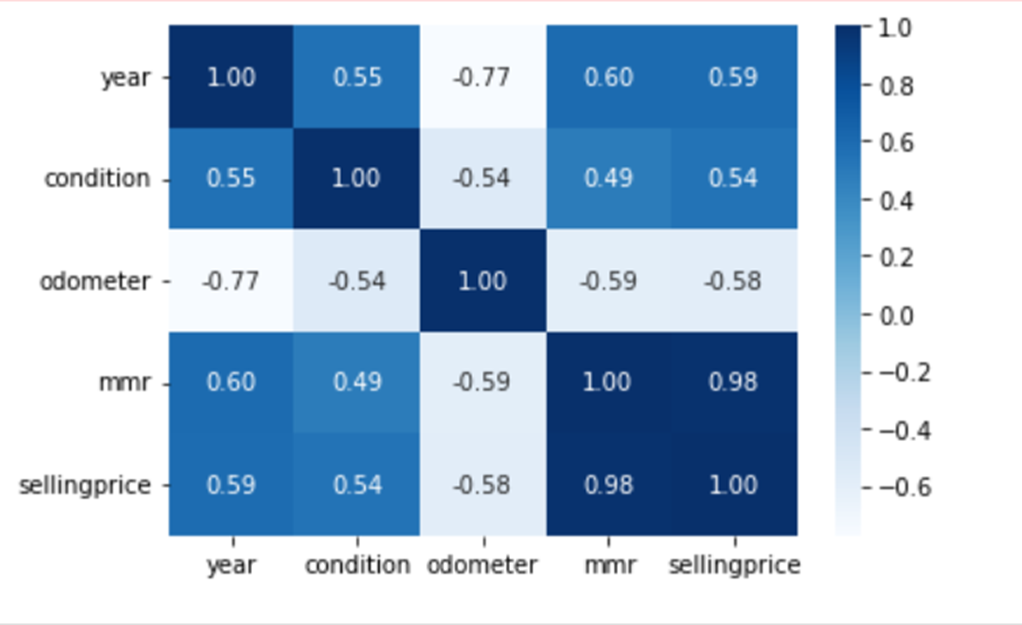 year 1.00 0.55 -0.77 0.60 0.59
condition 0.55 1.00 -0.54 0.49 0.54
odometer -0.77 -0.54 1.00 -0.59 -0.58
mmr 0.60 0.49 -0.59 1.00 0.98
sellingprice 0.59 0.54 -0.58 0.98 1.00
year condition odometer mmr sellingprice
1.0
0.8
0.6
0.4
0.2
0.0
−0.2
−0.4
−0.6